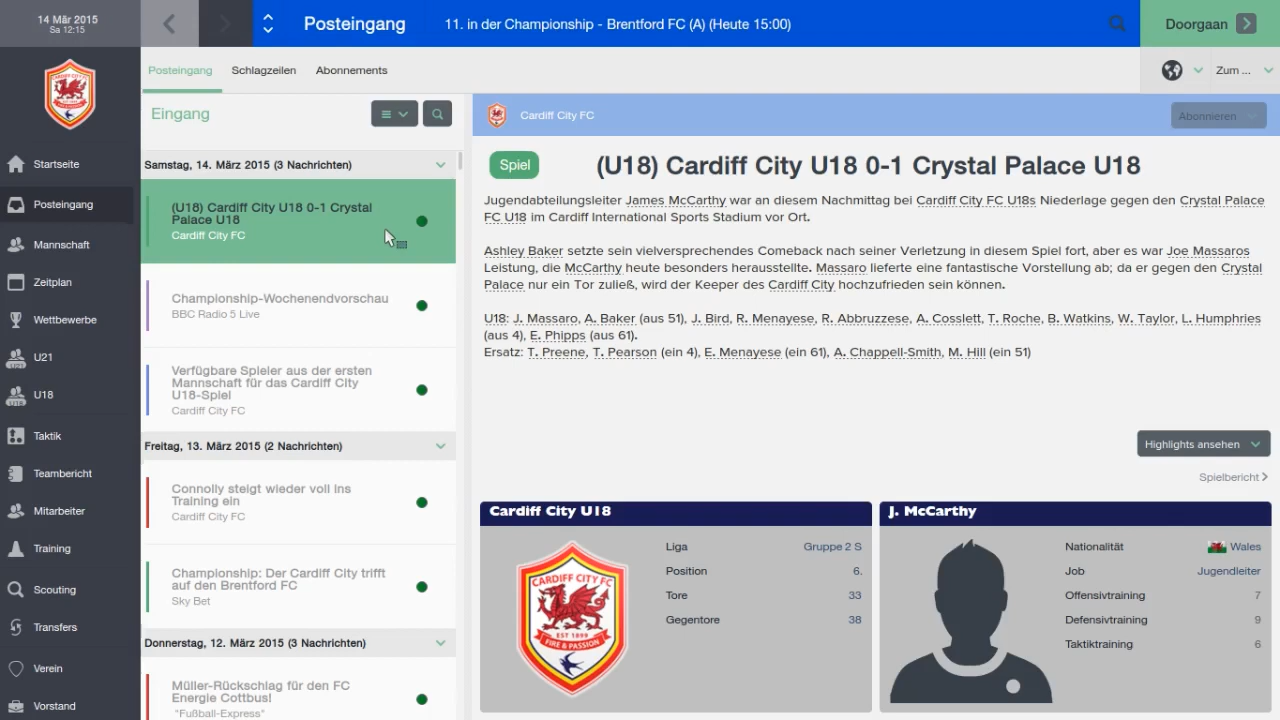 14 Mär 2015
Sa 12:15
Posteingang
11. in der Championship - Brentford FC (A) (Heute 15:00)
Doorgaan
Posteingang
Schlagzeilen
Abonnements
Zum ...
Startseite
Posteingang
Mannschaft
Zeitplan
Wettbewerbe
U21
U18
Taktik
Teambericht
Mitarbeiter
Training
Scouting
Transfers
Verein
Vorstand
Eingang
Samstag, 14. März 2015 (3 Nachrichten)
(U18) Cardiff City U18 0-1 Crystal
Palace U18
Cardiff City FC
Championship-Wochenendvorschau
BBC Radio 5 Live
Verfügbare Spieler aus der ersten
Mannschaft für das Cardiff City
U18-Spiel
Cardiff City FC
Freitag, 13. März 2015 (2 Nachrichten)
Connolly steigt wieder voll ins
Training ein
Cardiff City FC
Championship: Der Cardiff City trifft
auf den Brentford FC
Sky Bet
Donnerstag, 12. März 2015 (3 Nachrichten)
Müller-Rückschlag für den FC
Energie Cottbus!
"Fußball-Express"
Cardiff City FC
Abonnieren
Spiel
(U18) Cardiff City U18 0-1 Crystal Palace U18
Jugendabteilungsleiter James McCarthy war an diesem Nachmittag bei Cardiff City FC U18s Niederlage gegen den Crystal Palace
FC U18 im Cardiff International Sports Stadium vor Ort.
Ashley Baker setzte sein vielversprechendes Comeback nach seiner Verletzung in diesem Spiel fort, aber es war Joe Massaros
Leistung, die McCarthy heute besonders herausstellte. Massaro lieferte eine fantastische Vorstellung ab; da er gegen den Crystal
Palace nur ein Tor zuließ, wird der Keeper des Cardiff City hochzufrieden sein können.
U18: J. Massaro, A. Baker (aus 51), J. Bird, R. Menayese, R. Abbruzzese, A. Cosslett, T. Roche, B. Watkins, W. Taylor, L. Humphries
(aus 4), E. Phipps (aus 61).
Ersatz: T. Preene, T. Pearson (ein 4), E. Menayese (ein 61), A. Chappell-Smith, M. Hill (ein 51)
Highlights ansehen
Spielbericht
Cardiff City U18
CARDIFF CITY FC
EST 1899
FIRE & PASSION
Liga Gruppe 2 S
Position 6.
Tore 33
Gegentore 38
J. McCarthy
Nationalität Wales
Job Jugendleiter
Offensivtraining 7
Defensivtraining 9
Taktiktraining 6